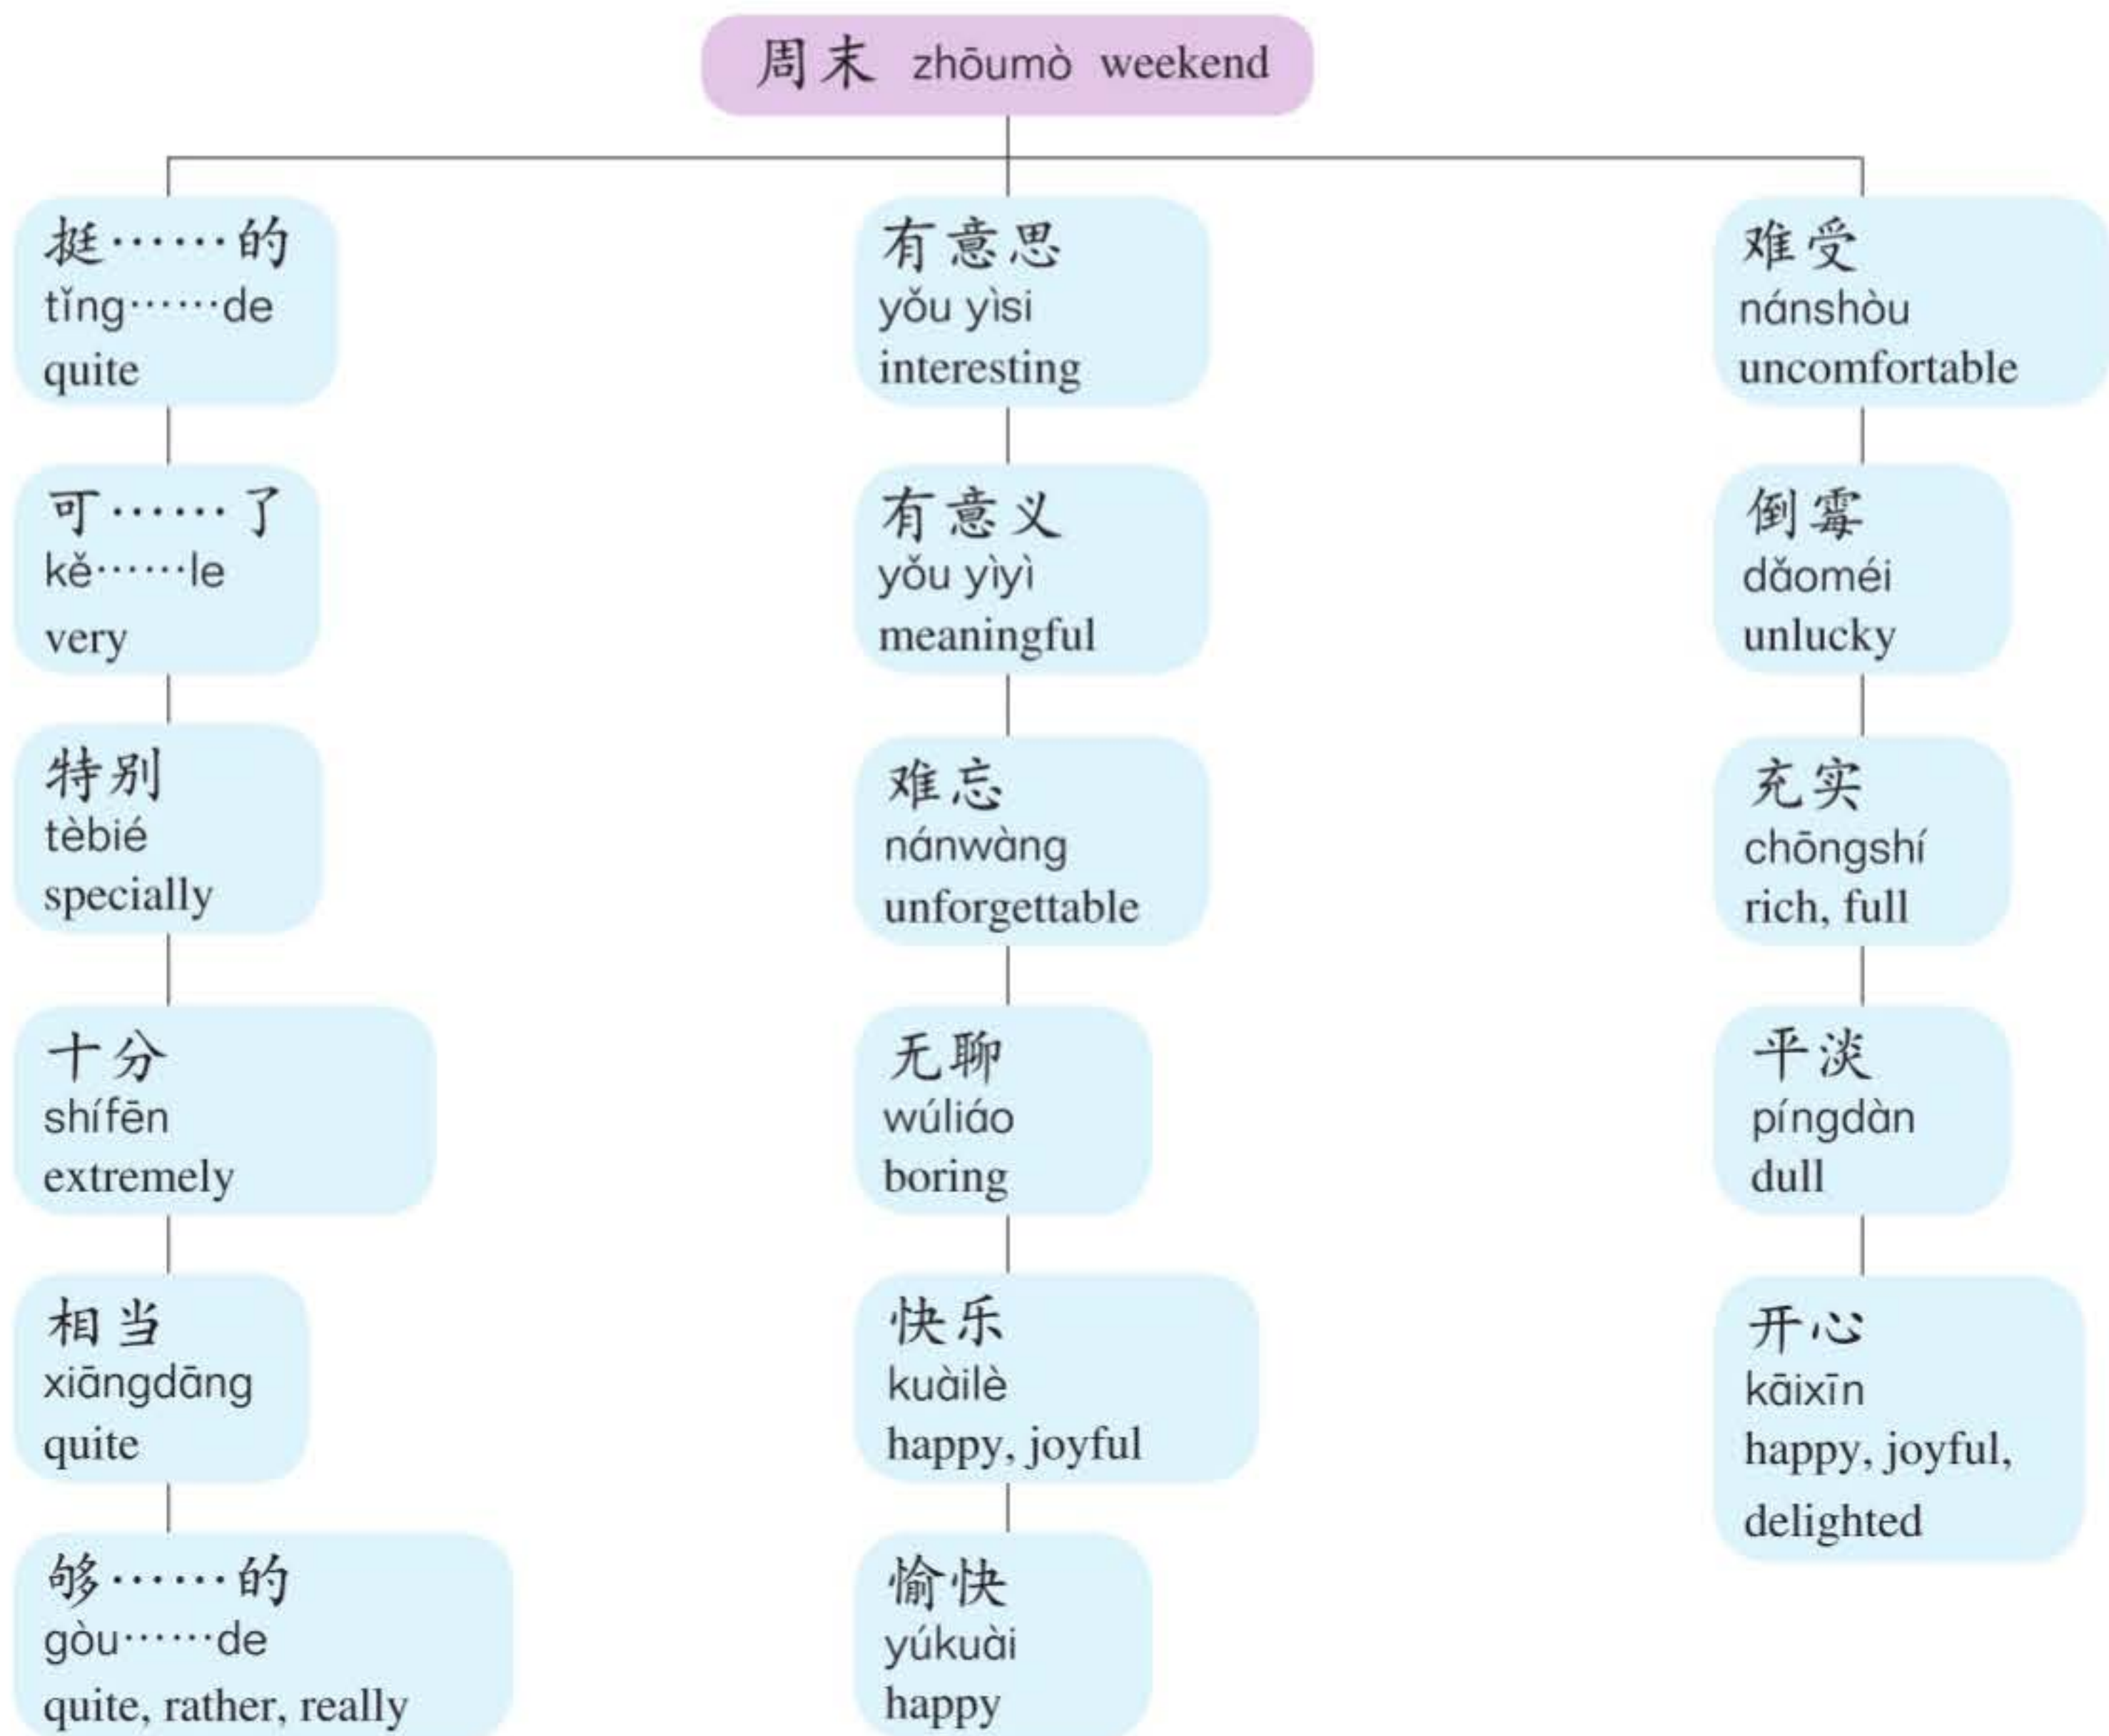 周末 zhōumò weekend
挺……的
tǐng……de
quite
可……了
kě……le
very
特别
tèbié
specially
十分
shífēn
extremely
相当
xiāngdāng
quite
够……的
gòu……de
quite, rather, really
有意思
yǒu yìsi
interesting
有意义
yǒu yìyì
meaningful
难忘
nánwàng
unforgettable
无聊
wúliáo
boring
快乐
kuàilè
happy, joyful
愉快
yúkuài
happy
难受
nánshòu
uncomfortable
倒霉
dǎoméi
unlucky
充实
chōngshí
rich, full
平淡
píngdàn
dull
开心
kāixīn
happy, joyful,
delighted